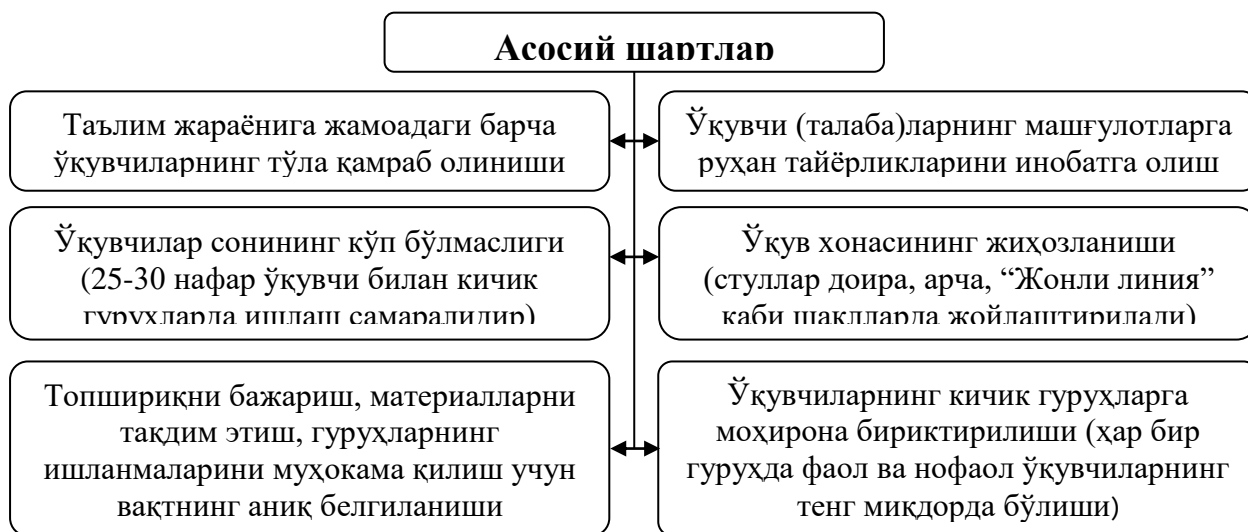 Асосий шартлар
Таълим жараёнига жамоадаги барча
ўқувчиларнинг тўла қамраб олиниши
Ўқувчи (талаба)ларнинг машғулотларга
руҳан тайёрликларини инобатга олиш
Ўқувчилар сонининг кўп бўлмаслиги
(25-30 нафар ўқувчи билан кичик
гуруҳларда ишлаш самаралидир)
Ўқув хонасининг жиҳозланиши
(стуллар доира, арча, “Жонли линия”
каби шаклларда жойлаштирилади)
Топшириқни бажариш, материалларни
тақдим этиш, гуруҳларнинг
ишланмаларини муҳокама қилиш учун
вақтнинг аниқ белгиланиши
Ўқувчиларнинг кичик гуруҳларга
моҳирона бириктирилиши (ҳар бир
гуруҳда фаол ва нофаол ўқувчиларнинг
тенг миқдорда бўлиши)